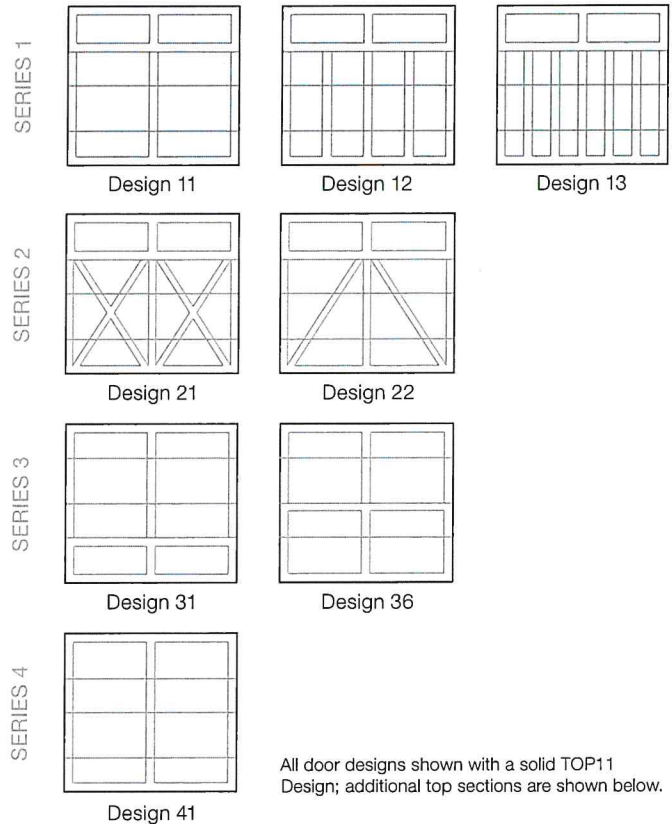 SERIES 1
Design 11
Design 12
Design 13
SERIES 2
Design 21
Design 22
SERIES 3
Design 31
Design 36
SERIES 4
Design 41
All door designs shown with a solid TOP11
Design; additional top sections are shown below.